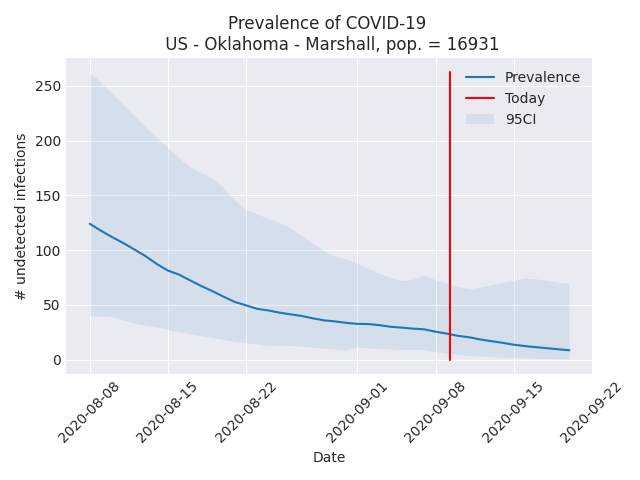 Prevalence of COVID-19
US - Oklahoma - Marshall, pop. = 16931
250
200
150
100
50
0
# undetected infections
Prevalence
Today
95CI
2020-08-08
2020-08-15
2020-08-22
2020-09-01
2020-09-08
2020-09-15
2020-09-22
Date